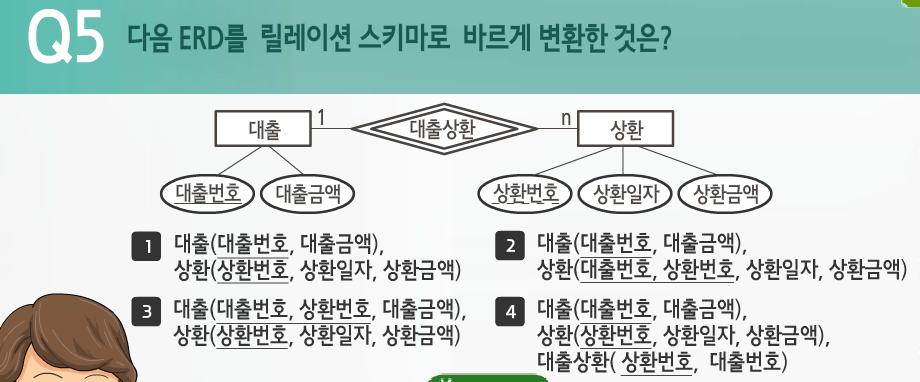 Q5 다음 ERD를 릴레이션 스키마로 바르게 변환한 것은?
대출 1 대출상환 n 상환
대출번호 대출금액 상환번호 상환일자 상환금액
1 대출(대출번호, 대출금액),
상환(상환번호, 상환일자, 상환금액)
2 대출(대출번호, 대출금액),
상환(대출번호, 상환번호, 상환일자, 상환금액)
3 대출(대출번호, 상환번호, 대출금액),
상환(상환번호, 상환일자, 상환금액)
4 대출(대출번호, 대출금액),
상환(상환번호, 상환일자, 상환금액),
대출상환( 상환번호, 대출번호)